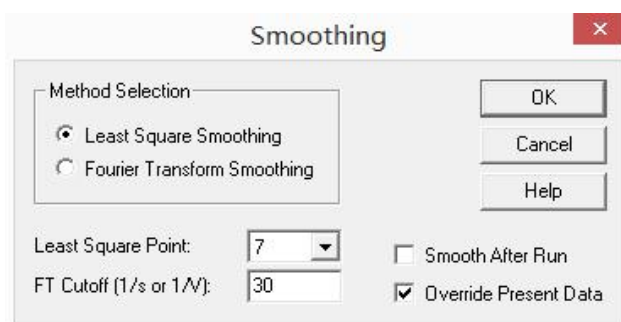 Smoothing
Method Selection
Least Square Smoothing
Fourier Transform Smoothing
OK
Cancel
Help
Least Square Point:
7
FT Cutoff (1/s or 1/V):
30
Smooth After Run
Override Present Data